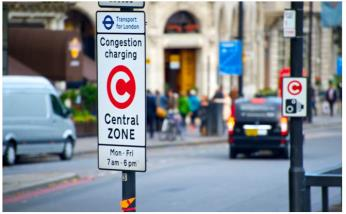 Transport
for London
Congestion
charging
C
Central
ZONE
Mon - Fri
7 am - 6 pm
C